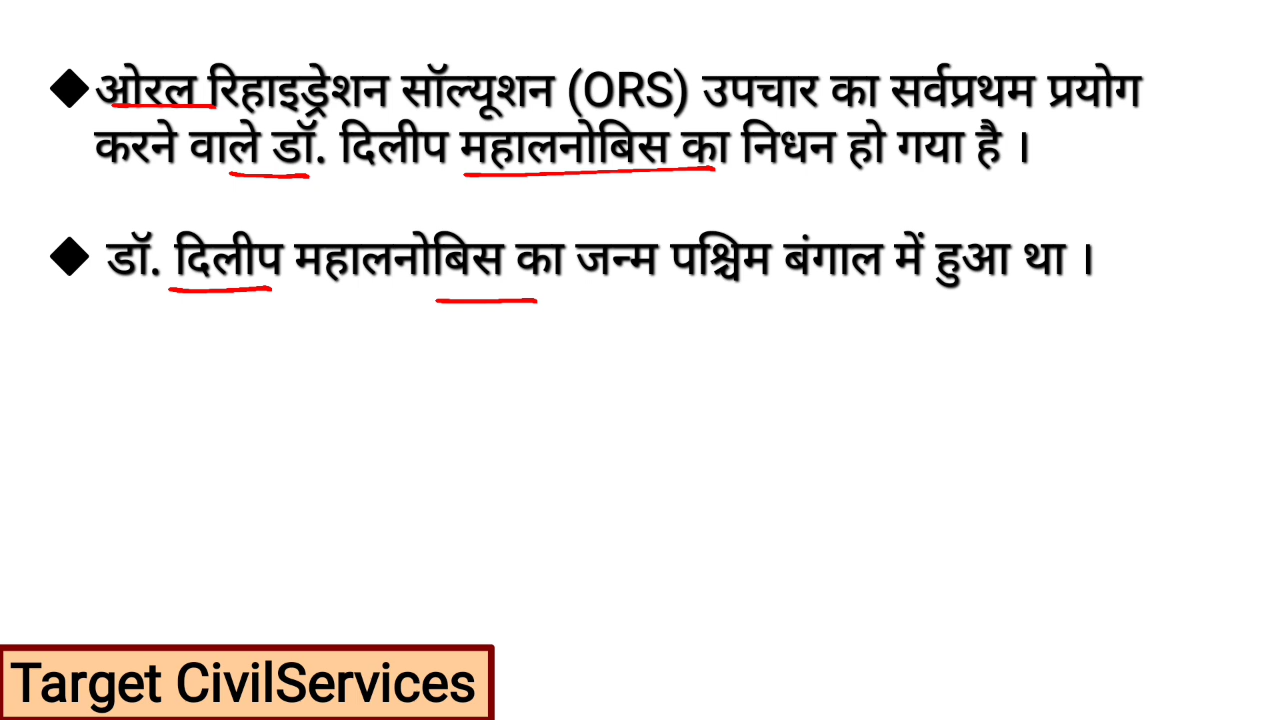 ◆ओरल रिहाइड्रेशन सॉल्यूशन (ORS) उपचार का सर्वप्रथम प्रयोग
करने वाले डॉ. दिलीप महालनोबिस का निधन हो गया है ।
◆ डॉ. दिलीप महालनोबिस का जन्म पश्चिम बंगाल में हुआ था ।
Target CivilServices